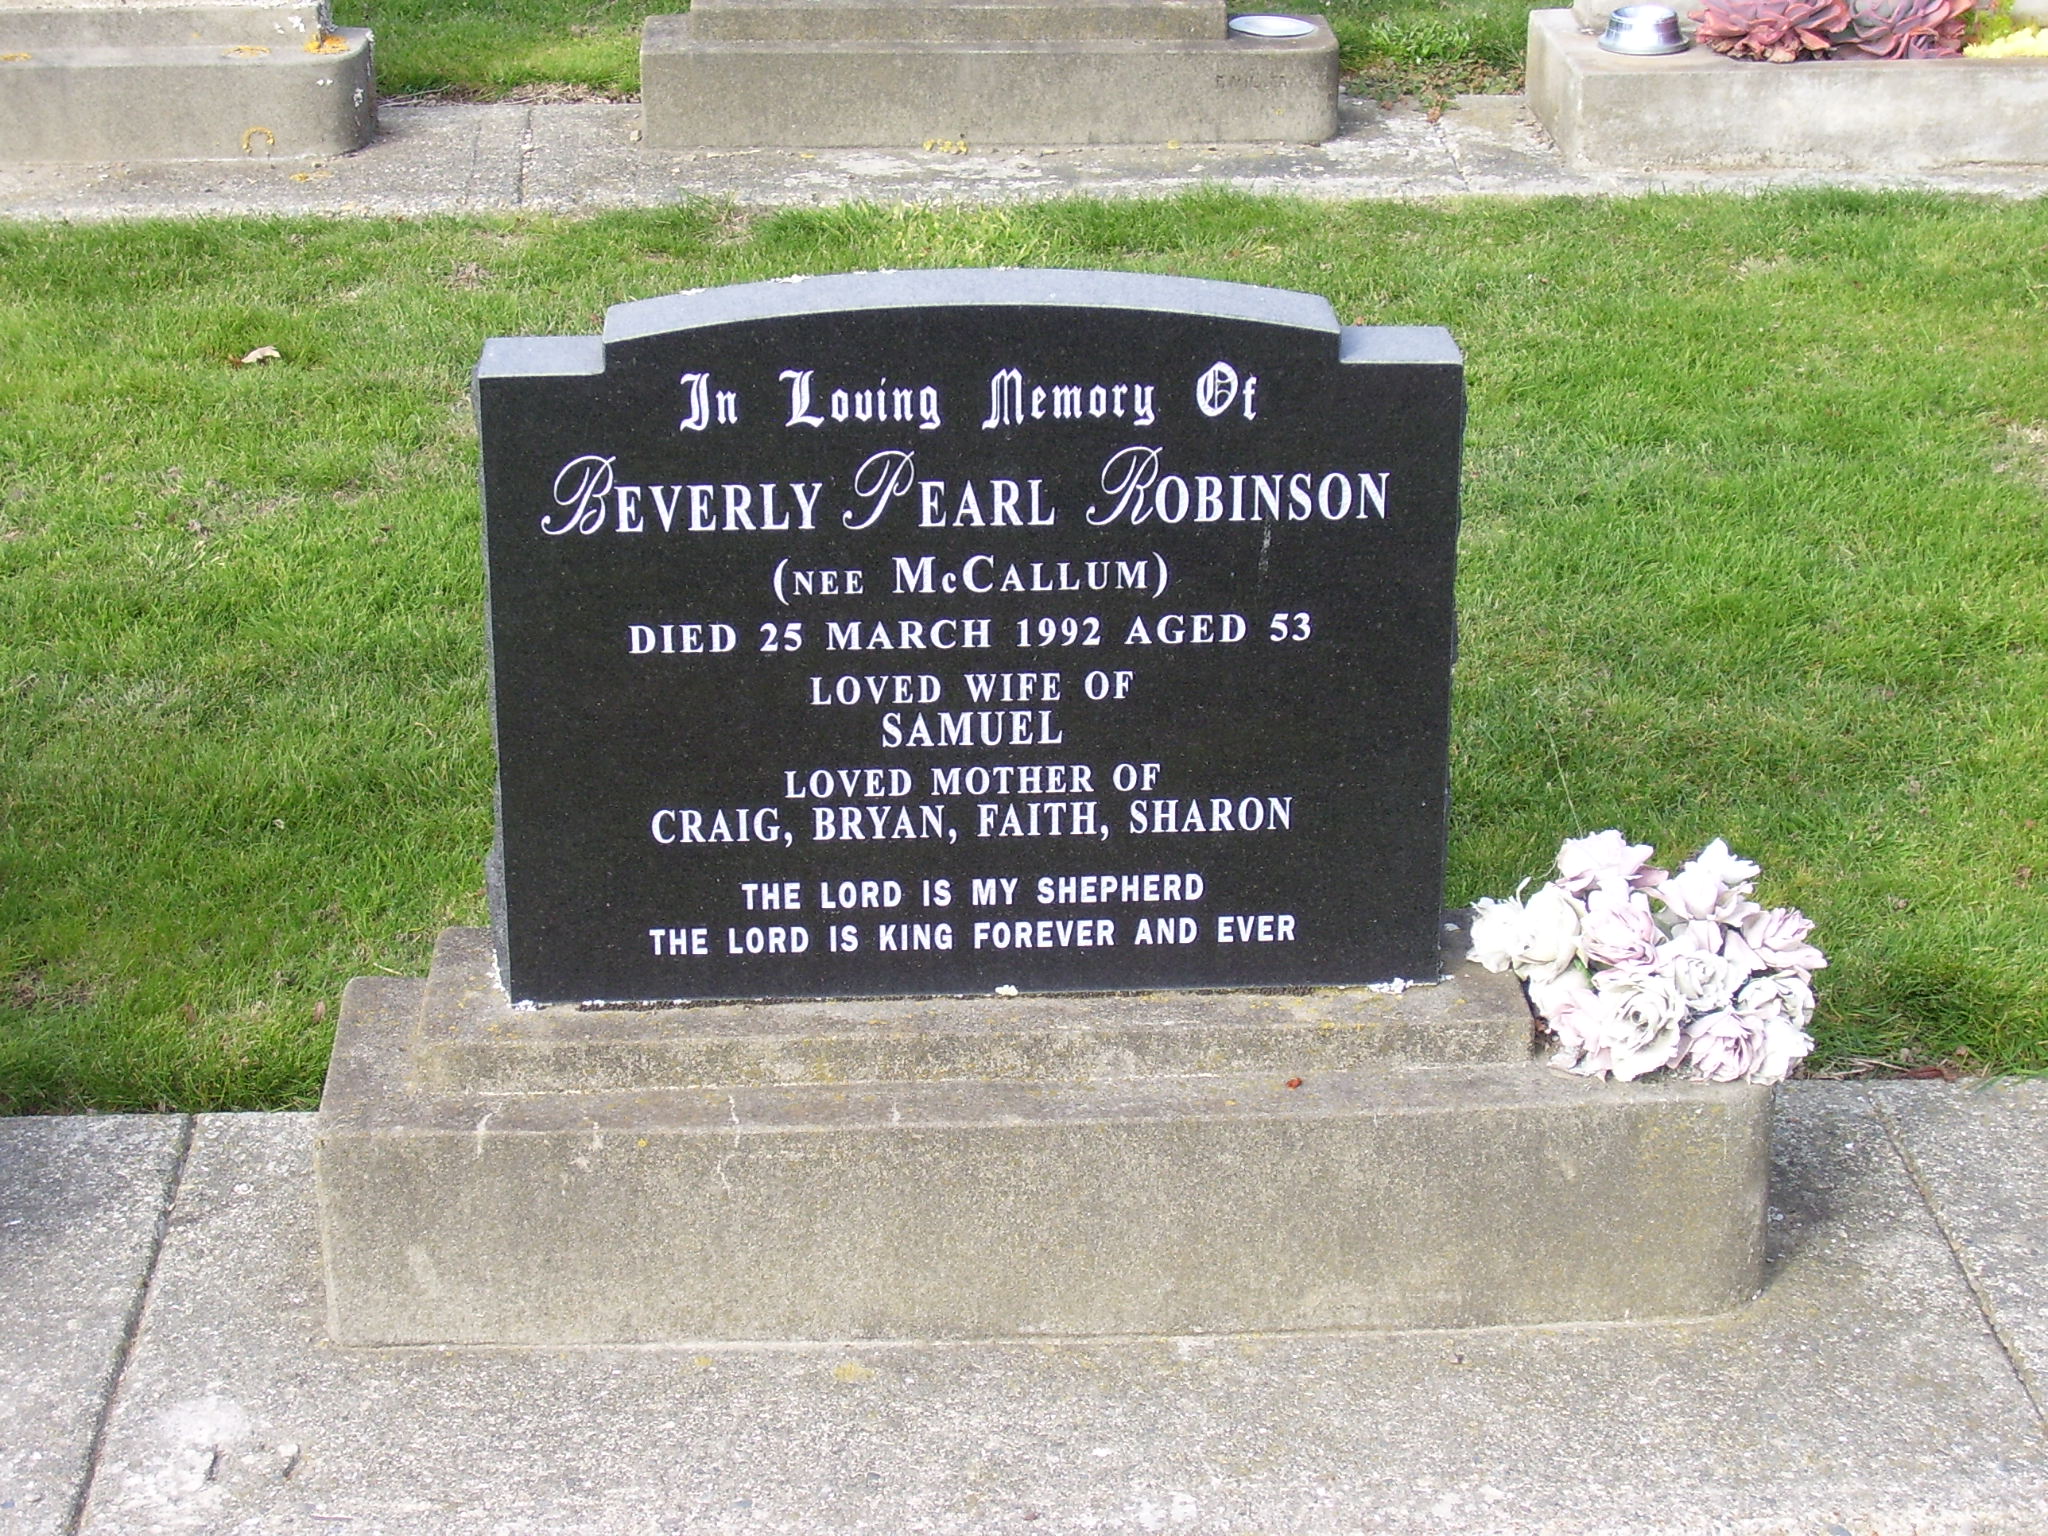 In Loving Memory Of
BEVERLY PEARL ROBINSON
(NEE McCALLUM)
DIED 25 MARCH 1992 AGED 53
LOVED WIFE OF
SAMUEL
LOVED MOTHER OF
CRAIG, BRYAN, FAITH, SHARON
THE LORD IS MY SHEPHERD
THE LORD IS KING FOREVER AND EVER